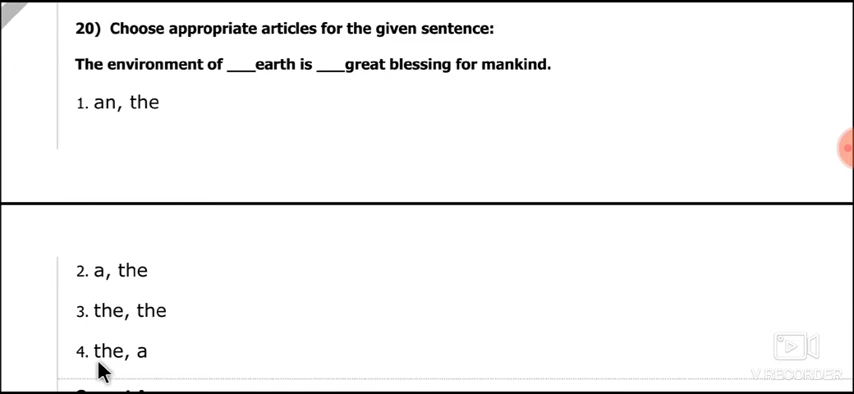 20) Choose appropriate articles for the given sentence:
The environment of ___earth is ___great blessing for mankind.
1. an, the
2. a, the
3. the, the
4. the, a
V RECORDER